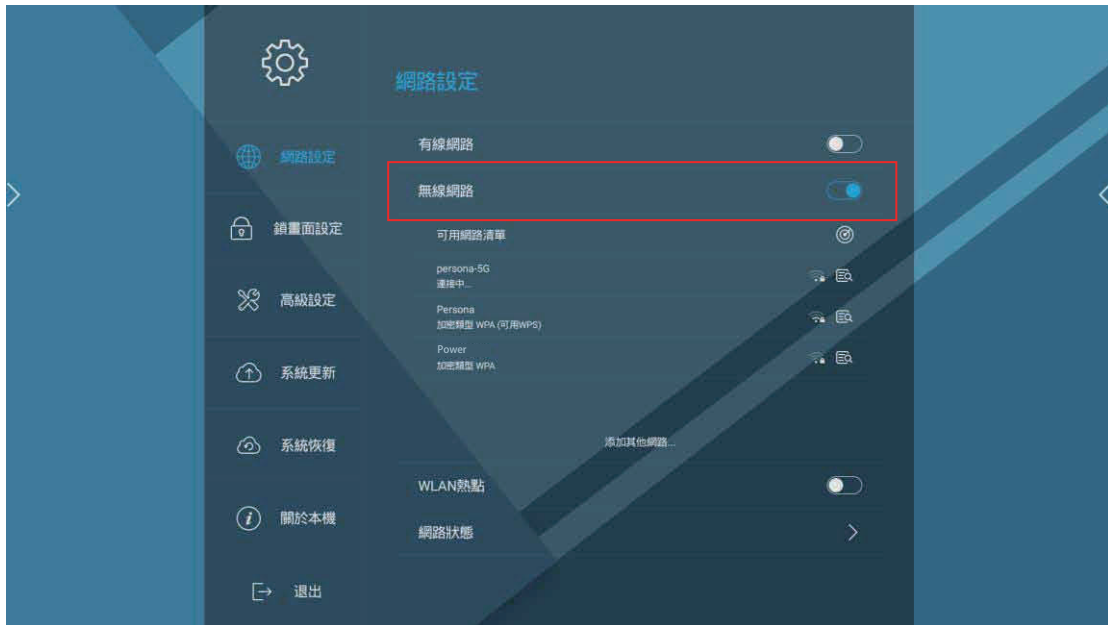 網路設定
網路設定
鎖畫面設定
高級設定
系統更新
系統恢復
關於本機
退出
有線網路
無線網路
可用網路清單
persona-5G
連接中...
Persona
加密類型 WPA (可用WPS)
Power
加密類型 WPA
添加其他網路...
WLAN熱點
網路狀態